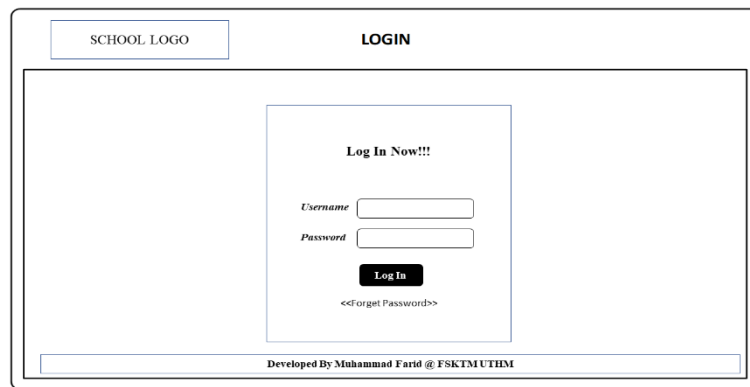 SCHOOL LOGO
LOGIN
Log In Now!!!
Username
Password
Log In
<<Forget Password>>
Developed By Muhammad Farid @ FSKTM UTHM